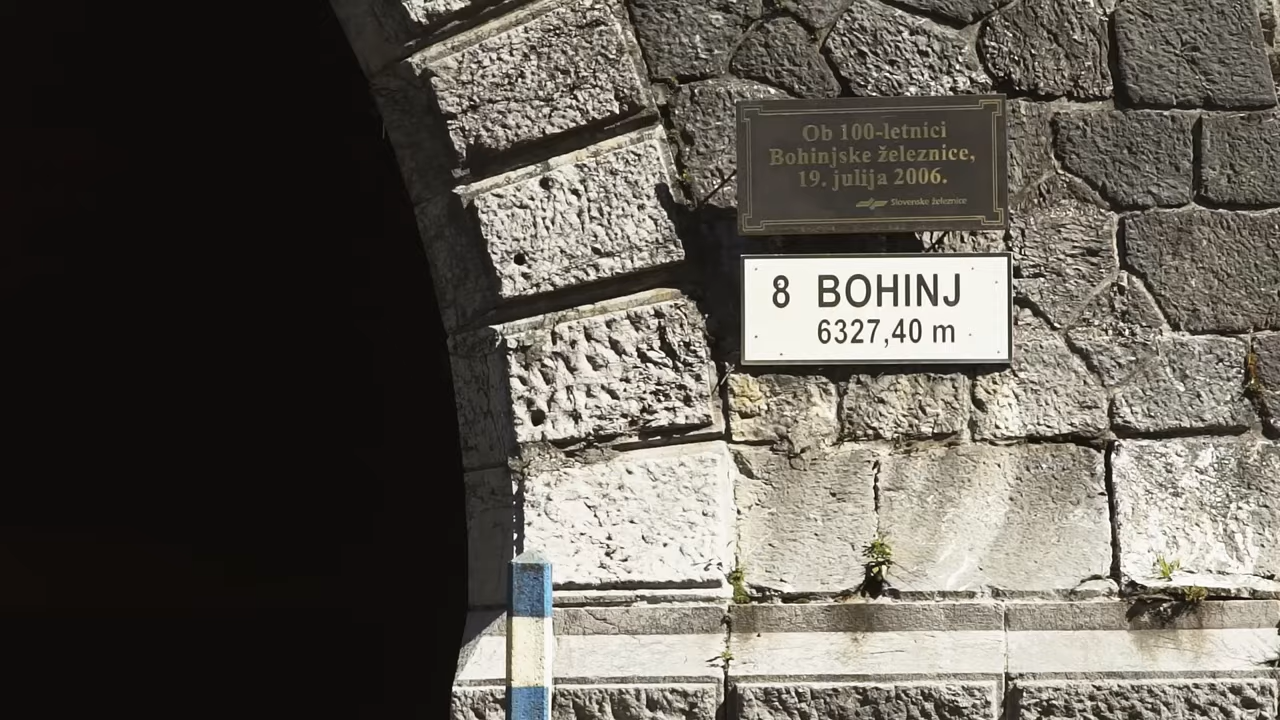 Ob 100-letnici
Bohinjske železnice,
19. julija 2006.
Slovenske železnice
8 BOHINJ
6327,40 m